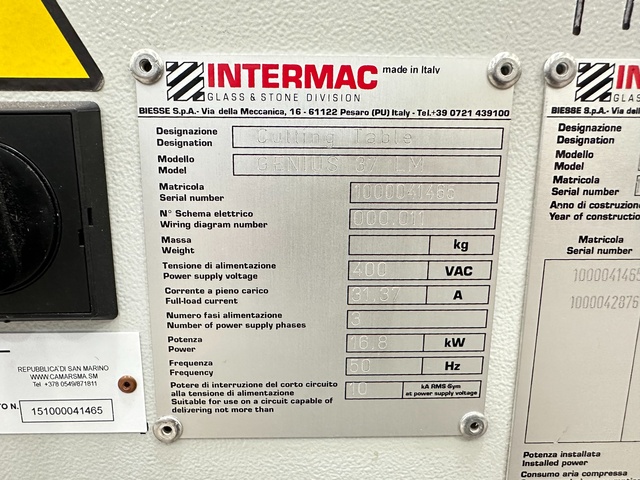 INTERMAC made in Italy
GLASS & STONE DIVISION
BIESSE S.p.A.- Via della Meccanica, 16 - 61122 Pesaro (PU) Italy - Tel.+39 0721 439100
Designazione
Designation
Cutting Table
Modello
Model
Matricola
Serial number
N° Schema elettrico
Wiring diagram number
000.011
Massa
Weight
kg
Tensione di alimentazione
Power supply voltage
400 VAC
Corrente a pieno carico
Full-load current
31.37 A
Numero fasi alimentazione
Number of power supply phases
3
Potenza
Power
16.8 kW
Frequenza
Frequency
50 Hz
Potere di interruzione del corto circuito
alla tensione di alimentazione
Suitable for use on a circuit capable of
delivering not more than
10 kA RMS Sym
at power supply voltage
REPUBBLICA DI SAN MARINO
WWW.CAMARSMA.SM
Tel +378 0549/871811
TO N. 151000041465
IN
GLASS
BIESSE S.p.A.- Via della
Designazione
Designation
Modello
Model
Matricola
Serial number
Anno di costruzione
Year of construction
Matricola
Serial number
1000041465
1000042876
Potenza installata
Installed power
Consumo aria compressa